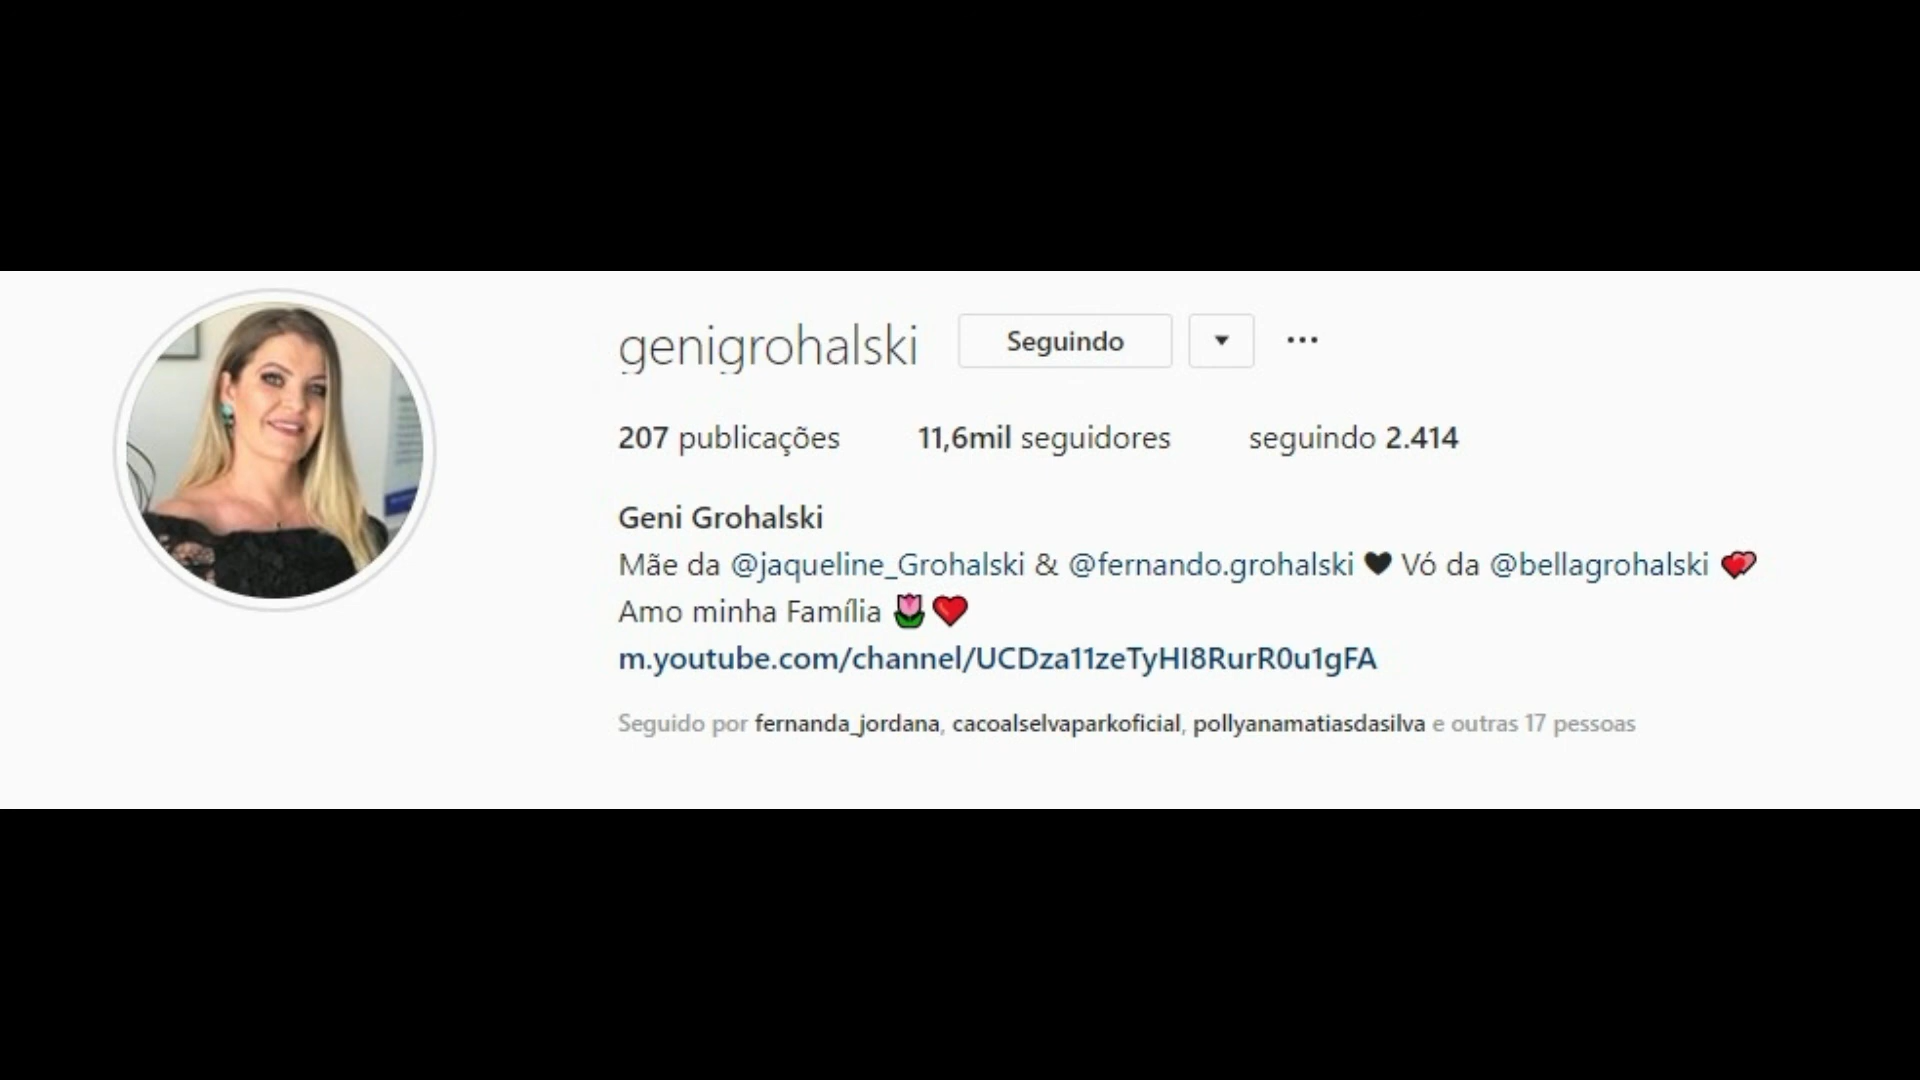 genigrohalski Seguindo
207 publicações 11,6mil seguidores seguindo 2.414
Geni Grohalski
Mãe da @jaqueline_Grohalski & @fernando.grohalski 🖤 Vó da @bellagrohalski 💕
Amo minha Família 🌷❤️
m.youtube.com/channel/UCDza11zeTyHI8RurR0u1gFA
Seguido por fernanda_jordana, cacoalselvaparkoficial, pollyanamatiasdasilva e outras 17 pessoas